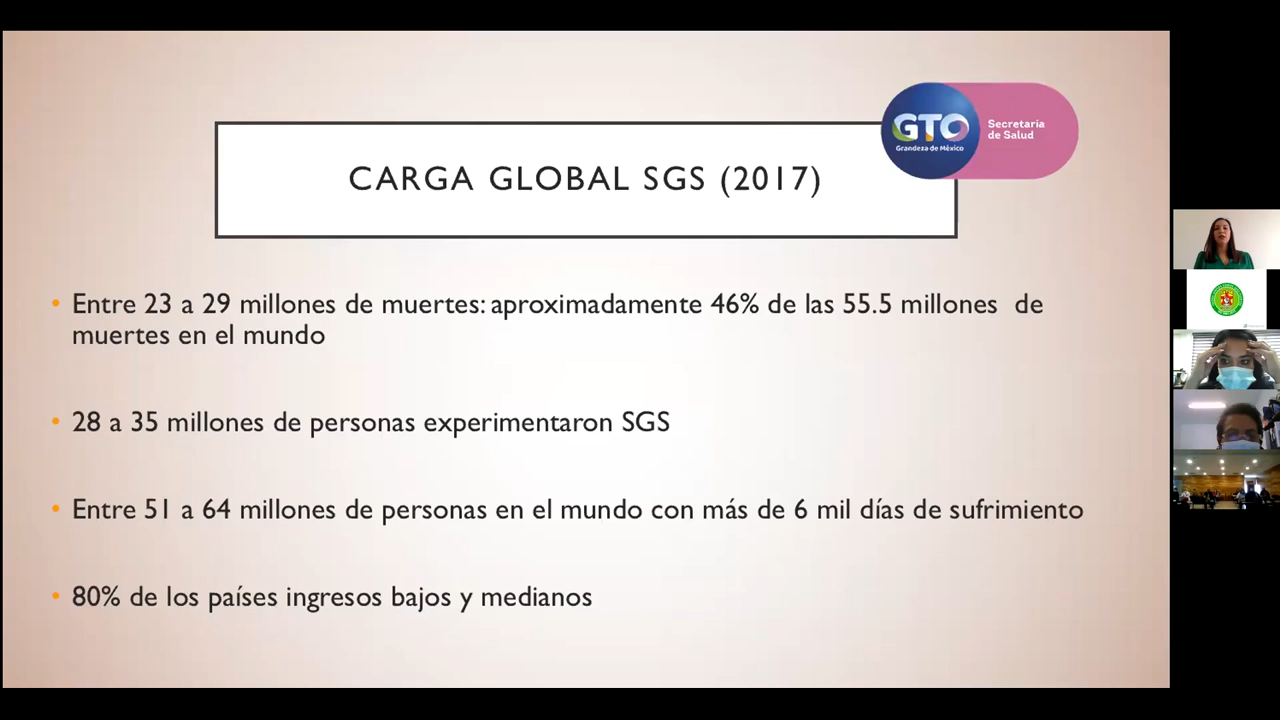 GTO
Grandeza de México
Secretaría
de Salud
CARGA GLOBAL SGS (2017)
• Entre 23 a 29 millones de muertes: aproximadamente 46% de las 55.5 millones de
muertes en el mundo
• 28 a 35 millones de personas experimentaron SGS
• Entre 51 a 64 millones de personas en el mundo con más de 6 mil días de sufrimiento
• 80% de los países ingresos bajos y medianos